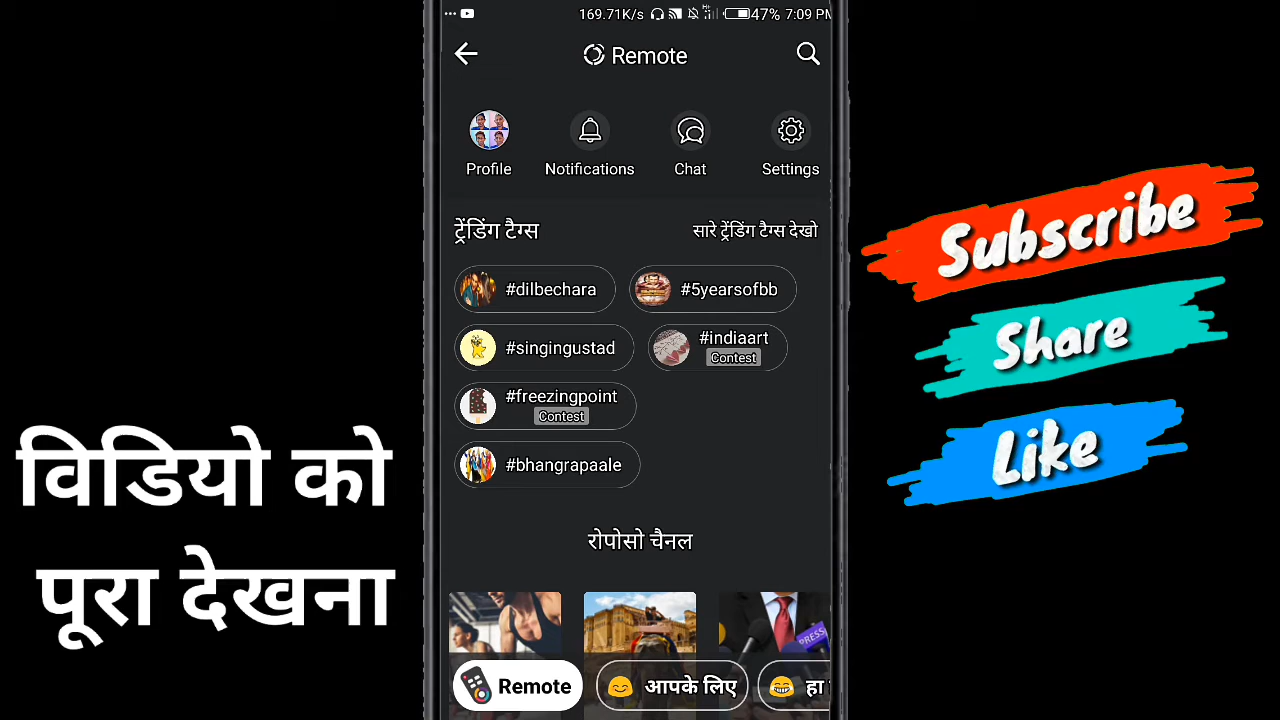 169.71K/s 47% 7:09 PM
Remote
Profile Notifications Chat Settings
ट्रेंडिंग टैग्स सारे ट्रेंडिंग टैग्स देखो
#dilbechara #5yearsofbb
#singingustad #indiaart
Contest
#freezingpoint
Contest
#bhangrapaale
रोपोसो चैनल
PRESS
Remote आपके लिए हा
विडियो को
पूरा देखना
Subscribe
Share
Like